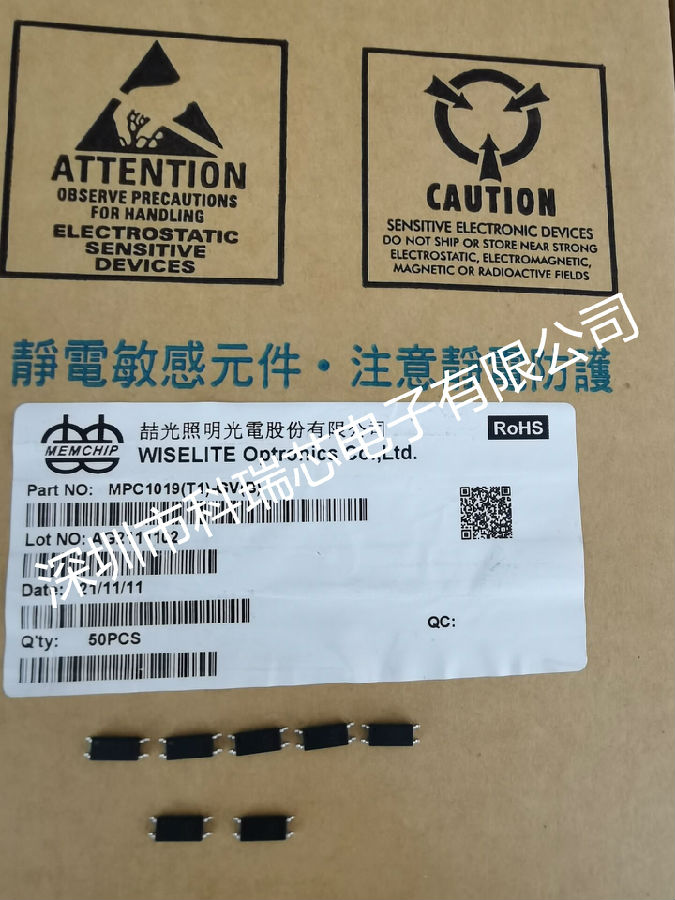 ATTENTION
OBSERVE PRECAUTIONS
FOR HANDLING
ELECTROSTATIC
SENSITIVE
DEVICES
CAUTION
SENSITIVE ELECTRONIC DEVICES
DO NOT SHIP OR STORE NEAR STRONG
ELECTROSTATIC, ELECTROMAGNETIC,
MAGNETIC OR RADIOACTIVE FIELDS
靜電敏感元件·注意靜電防護
深圳市科瑞芯电子有限公司
MEMCHIP
喆光照明光電股份有限公司
WISELITE Optronics Co.,Ltd.
RoHS
Part NO: MPC1019(T1)
Lot NO:
Date: 21/11/11
Q'ty: 50PCS
QC: